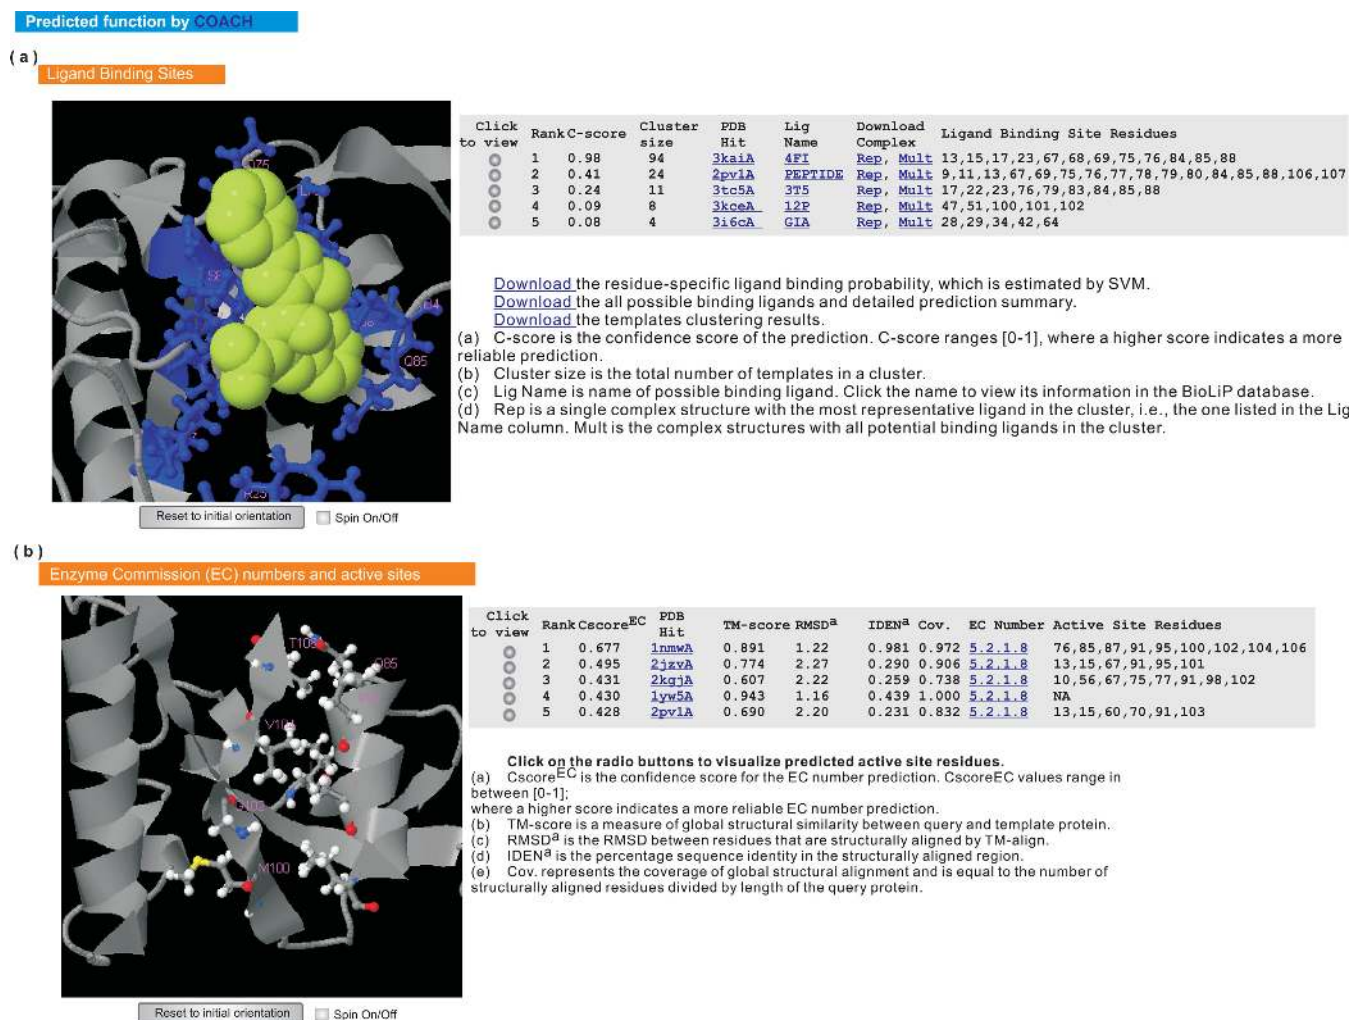 Predicted function by COACH
(a)
Ligand Binding Sites
Click to view Rank C-score Cluster size PDB Hit Lig Name Download Complex Ligand Binding Site Residues
1 0.98 94 3kaiA 4FI Rep, Mult 13,15,17,23,67,68,69,75,76,84,85,88
2 0.41 24 2pv1A PEPTIDE Rep, Mult 9,11,13,67,69,75,76,77,78,79,80,84,85,88,106,107
3 0.24 11 3tc5A 3T5 Rep, Mult 17,22,23,76,79,83,84,85,88
4 0.09 8 3kceA 12P Rep, Mult 47,51,100,101,102
5 0.08 4 3i6cA GIA Rep, Mult 28,29,34,42,64
Q85
R25
Download the residue-specific ligand binding probability, which is estimated by SVM.
Download the all possible binding ligands and detailed prediction summary.
Download the templates clustering results.
(a) C-score is the confidence score of the prediction. C-score ranges [0-1], where a higher score indicates a more
reliable prediction.
(b) Cluster size is the total number of templates in a cluster.
(c) Lig Name is name of possible binding ligand. Click the name to view its information in the BioLiP database.
(d) Rep is a single complex structure with the most representative ligand in the cluster, i.e., the one listed in the Lig
Name column. Mult is the complex structures with all potential binding ligands in the cluster.
Reset to initial orientation Spin On/Off
(b)
Enzyme Commission (EC) numbers and active sites
Click to view Rank CscoreEC PDB Hit TM-score RMSDa IDENa Cov. EC Number Active Site Residues
1 0.677 1nmwA 0.891 1.22 0.981 0.972 5.2.1.8 76,85,87,91,95,100,102,104,106
2 0.495 2jzvA 0.774 2.27 0.290 0.906 5.2.1.8 13,15,67,91,95,101
3 0.431 2kgjA 0.607 2.22 0.259 0.738 5.2.1.8 10,56,67,75,77,91,98,102
4 0.430 1yw5A 0.943 1.16 0.439 1.000 5.2.1.8 NA
5 0.428 2pv1A 0.690 2.20 0.231 0.832 5.2.1.8 13,15,60,70,91,103
Q85
M100
Click on the radio buttons to visualize predicted active site residues.
(a) CscoreEC is the confidence score for the EC number prediction. CscoreEC values range in
between [0-1];
where a higher score indicates a more reliable EC number prediction.
(b) TM-score is a measure of global structural similarity between query and template protein.
(c) RMSDa is the RMSD between residues that are structurally aligned by TM-align.
(d) IDENa is the percentage sequence identity in the structurally aligned region.
(e) Cov. represents the coverage of global structural alignment and is equal to the number of
structurally aligned residues divided by length of the query protein.
Reset to initial orientation Spin On/Off